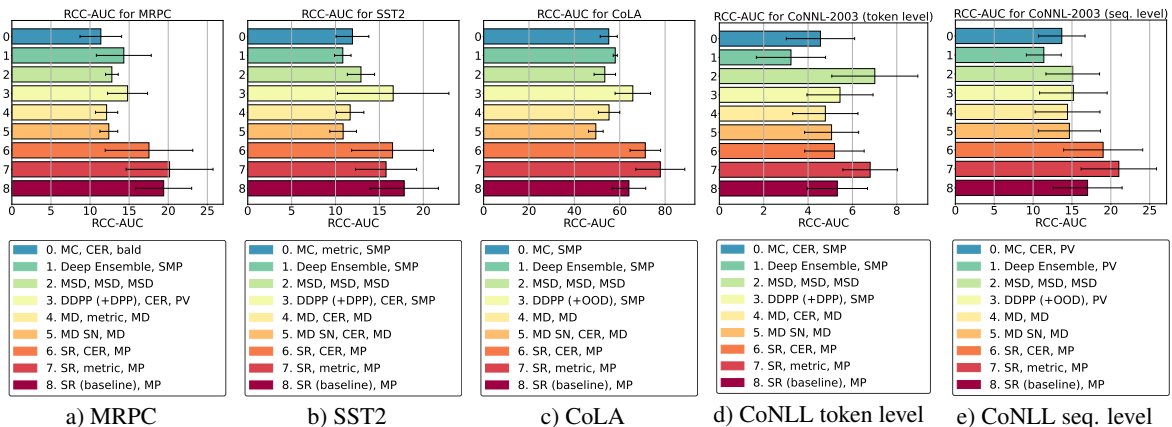 RCC-AUC for MRPC
0
1
2
3
4
5
6
7
8
0 5 10 15 20 25
RCC-AUC
0. MC, CER, bald
1. Deep Ensemble, SMP
2. MSD, MSD, MSD
3. DDPP (+DPP), CER, PV
4. MD, metric, MD
5. MD SN, CER, MD
6. SR, CER, MP
7. SR, metric, MP
8. SR (baseline), MP
a) MRPC
RCC-AUC for SST2
0
1
2
3
4
5
6
7
8
0 5 10 15 20
RCC-AUC
0. MC, metric, SMP
1. Deep Ensemble, SMP
2. MSD, MSD, MSD
3. DDPP (+DPP), CER, SMP
4. MD, CER, MD
5. MD SN, CER, MD
6. SR, CER, MP
7. SR, metric, MP
8. SR (baseline), MP
b) SST2
RCC-AUC for CoLA
0
1
2
3
4
5
6
7
8
0 20 40 60 80
RCC-AUC
0. MC, SMP
1. Deep Ensemble, SMP
2. MSD, MSD, MSD
3. DDPP (+OOD), SMP
4. MD, MD
5. MD SN, CER, MD
6. SR, CER, MP
7. SR, metric, MP
8. SR (baseline), MP
c) CoLA
RCC-AUC for CoNNL-2003 (token level)
0
1
2
3
4
5
6
7
8
0 2 4 6 8
RCC-AUC
0. MC, CER, SMP
1. Deep Ensemble, SMP
2. MSD, MSD, MSD
3. DDPP (+DPP), SMP
4. MD, CER, MD
5. MD SN, MD
6. SR, CER, MP
7. SR, metric, MP
8. SR (baseline), MP
d) CoNLL token level
RCC-AUC for CoNNL-2003 (seq. level)
0
1
2
3
4
5
6
7
8
0 5 10 15 20 25
RCC-AUC
0. MC, CER, PV
1. Deep Ensemble, PV
2. MSD, MSD, MSD
3. DDPP (+OOD), PV
4. MD, MD
5. MD SN, MD
6. SR, CER, MP
7. SR, metric, MP
8. SR (baseline), MP
e) CoNLL seq. level